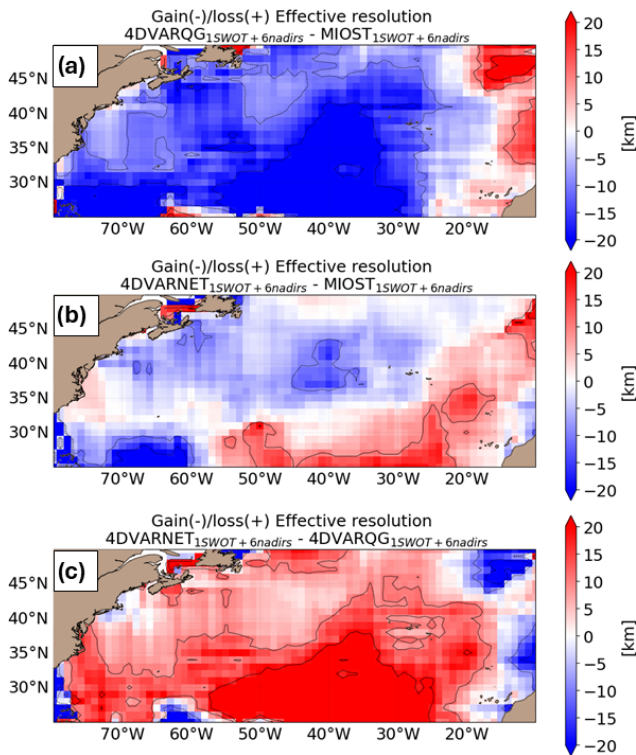 Gain(-)/loss(+) Effective resolution
4DVARQG1SWOT+6nadirs - MIOST1SWOT+6nadirs
(a)
45°N
40°N
35°N
30°N
70°W 60°W 50°W 40°W 30°W 20°W
20
15
10
5
0
−5
−10
−15
−20
[km]
Gain(-)/loss(+) Effective resolution
4DVARNET1SWOT+6nadirs - MIOST1SWOT+6nadirs
(b)
45°N
40°N
35°N
30°N
70°W 60°W 50°W 40°W 30°W 20°W
20
15
10
5
0
−5
−10
−15
−20
[km]
Gain(-)/loss(+) Effective resolution
4DVARNET1SWOT+6nadirs - 4DVARQG1SWOT+6nadirs
(c)
45°N
40°N
35°N
30°N
70°W 60°W 50°W 40°W 30°W 20°W
20
15
10
5
0
−5
−10
−15
−20
[km]